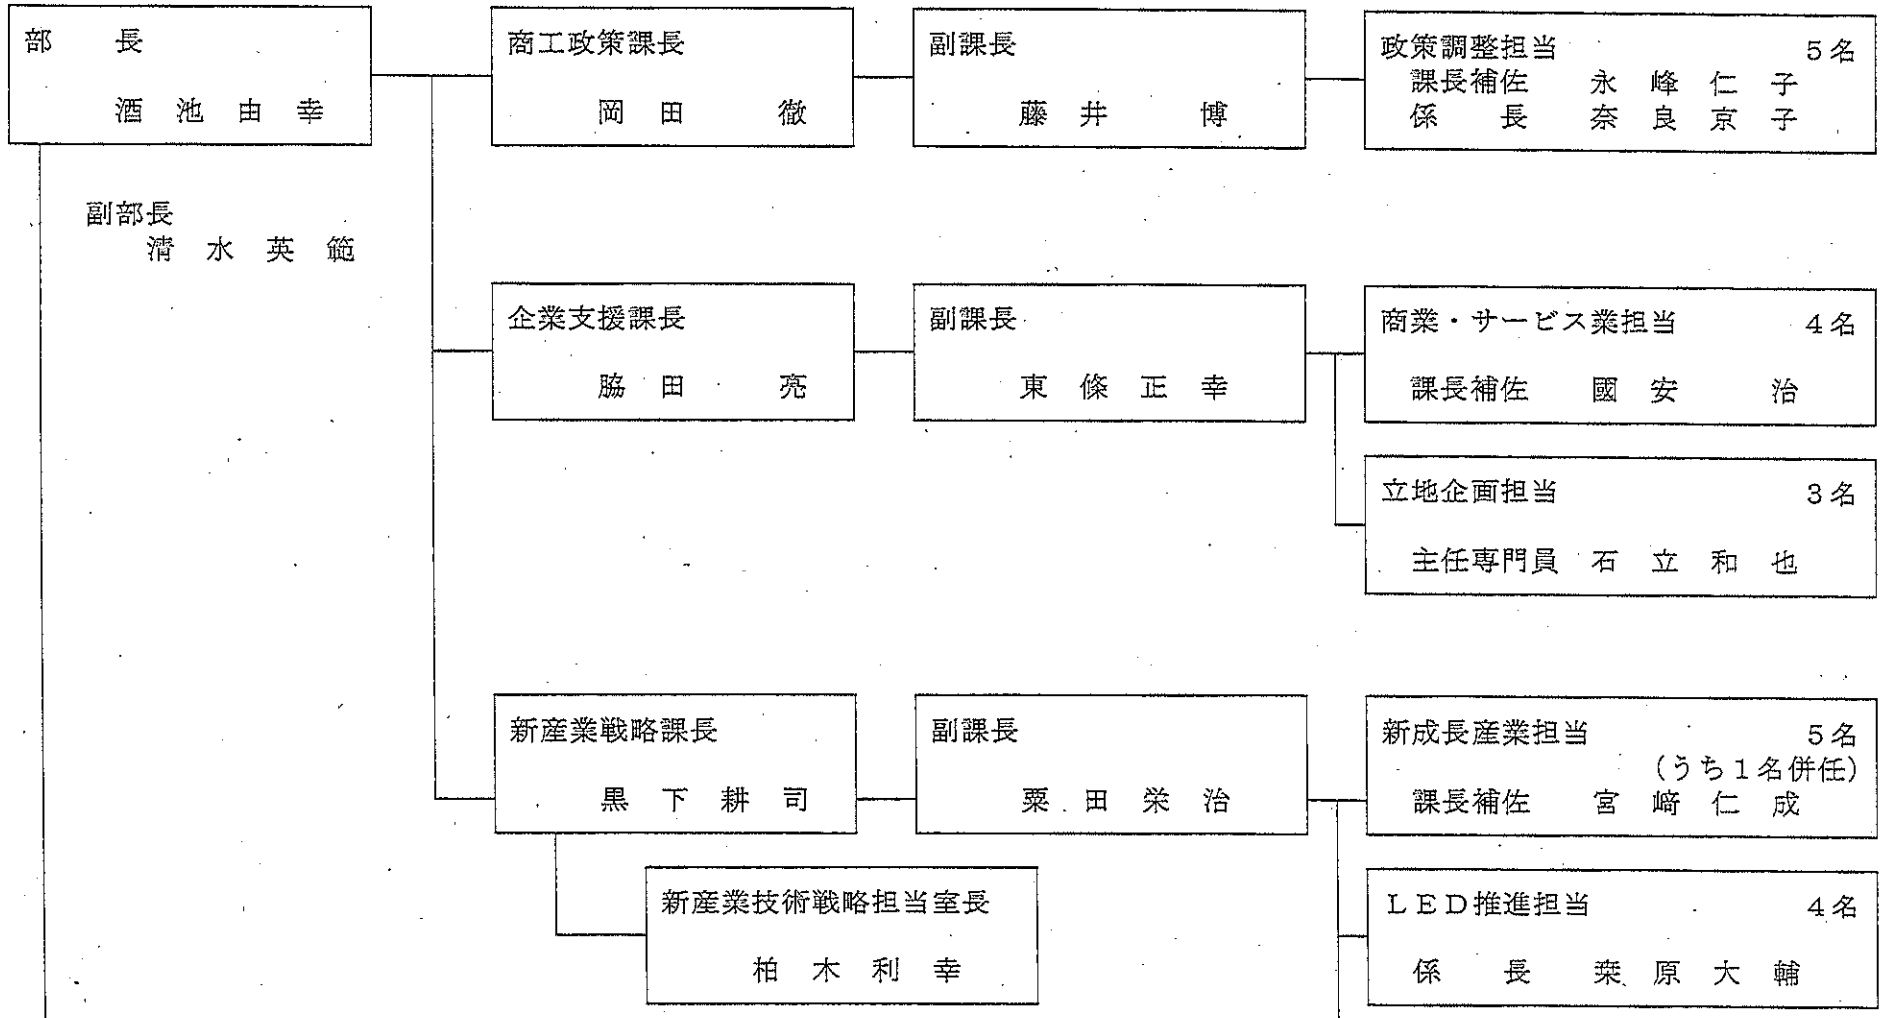 部　長
酒池由幸
副部長
清水英範
商工政策課長
岡田　徹
副課長
藤井　博
政策調整担当　５名
課長補佐　永峰仁子
係　長　奈良京子
企業支援課長
脇田　亮
副課長
東條正幸
商業・サービス業担当　４名
課長補佐　國安　治
立地企画担当　３名
主任専門員　石立和也
新産業戦略課長
黒下耕司
副課長
粟田栄治
新成長産業担当　５名
（うち１名併任）
課長補佐　宮﨑仁成
新産業技術戦略担当室長
柏木利幸
ＬＥＤ推進担当　４名
係　長　桒原大輔